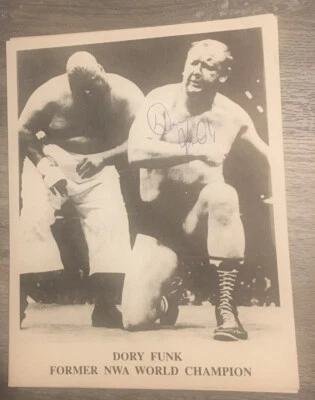 DORY FUNK
FORMER NWA WORLD CHAMPION